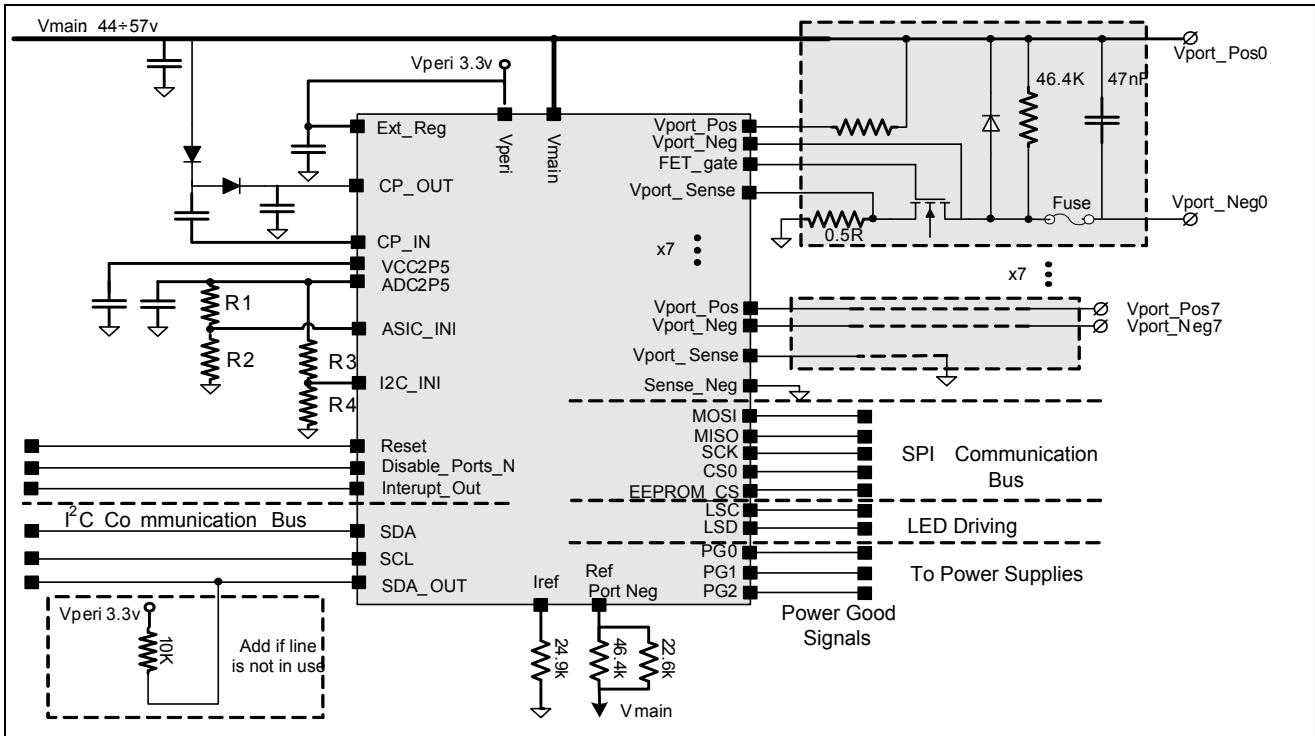 Vmain 44÷57v
Vport_Pos0
Vperi 3.3v
46.4K
47nF
Ext_Reg
Vperi
Vmain
Vport_Pos
Vport_Neg
FET_gate
Vport_Sense
CP_OUT
Fuse
Vport_Neg0
0.5R
CP_IN
x7
VCC2P5
ADC2P5
x7
R1
Vport_Pos
Vport_Pos7
ASIC_INI
Vport_Neg
Vport_Neg7
R2
R3
Vport_Sense
I2C_INI
Sense_Neg
R4
MOSI
Reset
MISO
Disable_Ports_N
SCK
SPI Communication
Bus
Interupt_Out
CS0
EEPROM_CS
I2C Co mmunication Bus
LSC
SDA
LSD
LED Driving
SCL
PG0
SDA_OUT
PG1
To Power Supplies
Iref
Ref
Port Neg
PG2
Vperi 3.3v
Power Good
Signals
10K
Add if line
is not in use
24.9k
46.4k
22.6k
Vmain